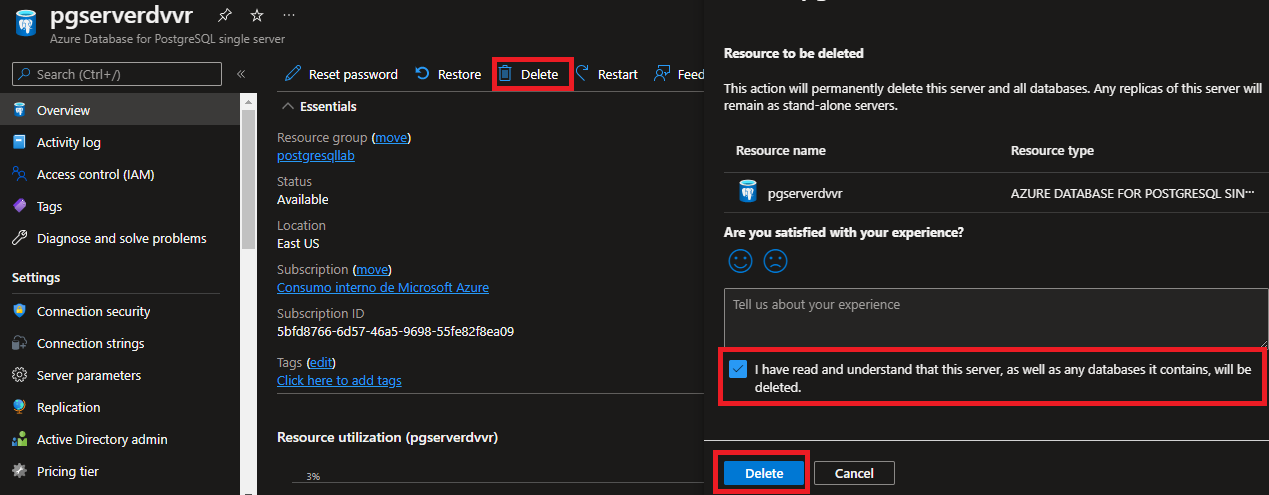 pgserverdvvr
Azure Database for PostgreSQL single server
Search (Ctrl+/)
Overview
Activity log
Access control (IAM)
Tags
Diagnose and solve problems
Settings
Connection security
Connection strings
Server parameters
Replication
Active Directory admin
Pricing tier
Reset password
Restore
Delete
Restart
Feed
Essentials
Resource group (move)
postgresqllab
Status
Available
Location
East US
Subscription (move)
Consumo interno de Microsoft Azure
Subscription ID
5bfd8766-6d57-46a5-9698-55fe82f8ea09
Tags (edit)
Click here to add tags
Resource utilization (pgserverdvvr)
3%
Resource to be deleted
This action will permanently delete this server and all databases. Any replicas of this server will
remain as stand-alone servers.
Resource name Resource type
pgserverdvvr AZURE DATABASE FOR POSTGRESQL SIN···
Are you satisfied with your experience?
Tell us about your experience
I have read and understand that this server, as well as any databases it contains, will be
deleted.
Delete Cancel